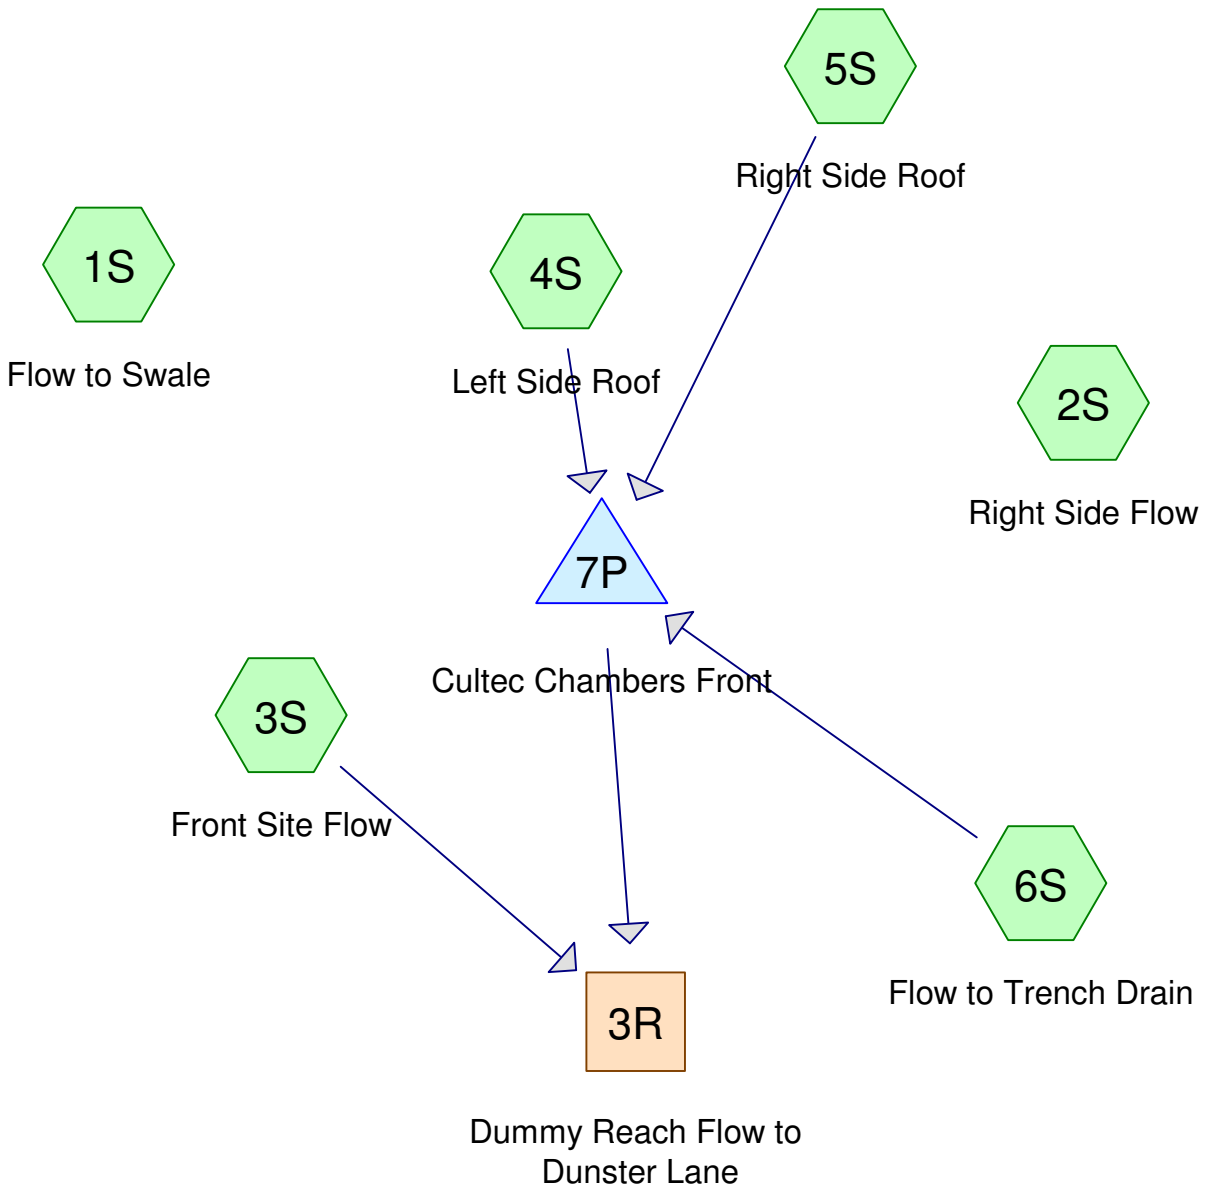 5S
Right Side Roof
1S
Flow to Swale
4S
Left Side Roof
2S
Right Side Flow
7P
Cultec Chambers Front
3S
Front Site Flow
6S
Flow to Trench Drain
3R
Dummy Reach Flow to
Dunster Lane